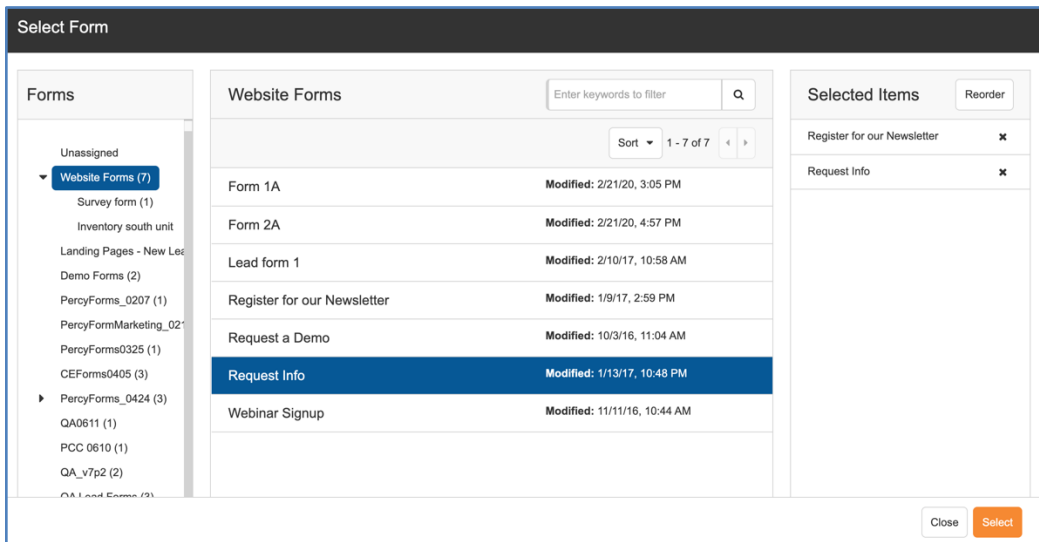 Select Form
Forms
Unassigned
Website Forms (7)
Survey form (1)
Inventory south unit
Landing Pages - New Lea
Demo Forms (2)
PercyForms_0207 (1)
PercyFormMarketing_021
PercyForms0325 (1)
CEForms0405 (3)
PercyForms_0424 (3)
QA0611 (1)
PCC 0610 (1)
QA_v7p2 (2)
QA Lead Forms (3)
Website Forms
Enter keywords to filter
Sort 1 - 7 of 7
Form 1A Modified: 2/21/20, 3:05 PM
Form 2A Modified: 2/21/20, 4:57 PM
Lead form 1 Modified: 2/10/17, 10:58 AM
Register for our Newsletter Modified: 1/9/17, 2:59 PM
Request a Demo Modified: 10/3/16, 11:04 AM
Request Info Modified: 1/13/17, 10:48 PM
Webinar Signup Modified: 11/11/16, 10:44 AM
Selected Items Reorder
Register for our Newsletter
Request Info
Close Select